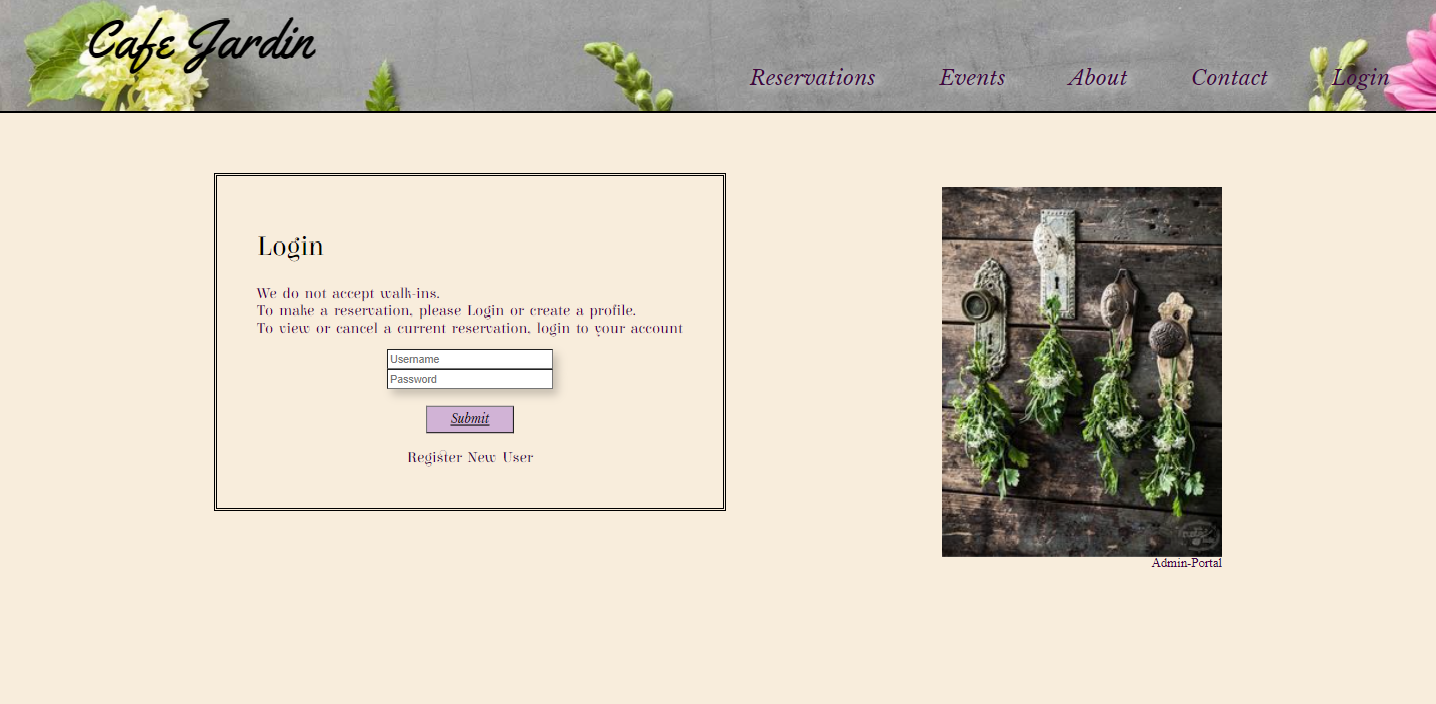 Cafe Jardin
Reservations Events About Contact Login
Login
We do not accept walk-ins.
To make a reservation, please Login or create a profile.
To view or cancel a current reservation, login to your account
Username
Password
Submit
Register New User
Admin-Portal